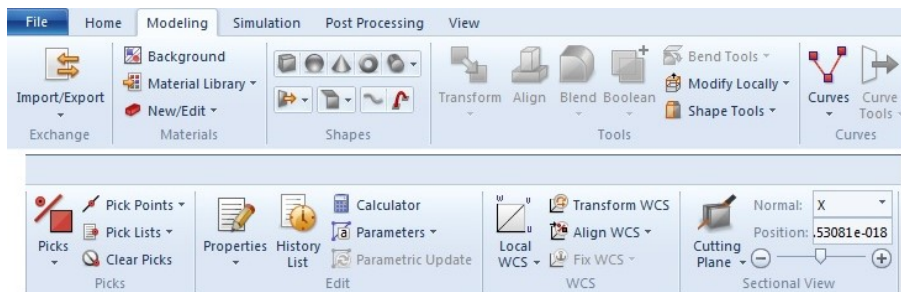 File Home Modeling Simulation Post Processing View
Import/Export
Exchange
Background
Material Library
New/Edit
Materials
Shapes
Transform Align Blend Boolean
Bend Tools
Modify Locally
Shape Tools
Tools
Curves Curve Tools
Curves
Picks
Pick Points
Pick Lists
Clear Picks
Picks
Properties History List
Calculator
Parameters
Parametric Update
Edit
Local WCS
Transform WCS
Align WCS
Fix WCS
WCS
Cutting Plane
Normal: X
Position: .53081e-018
Sectional View